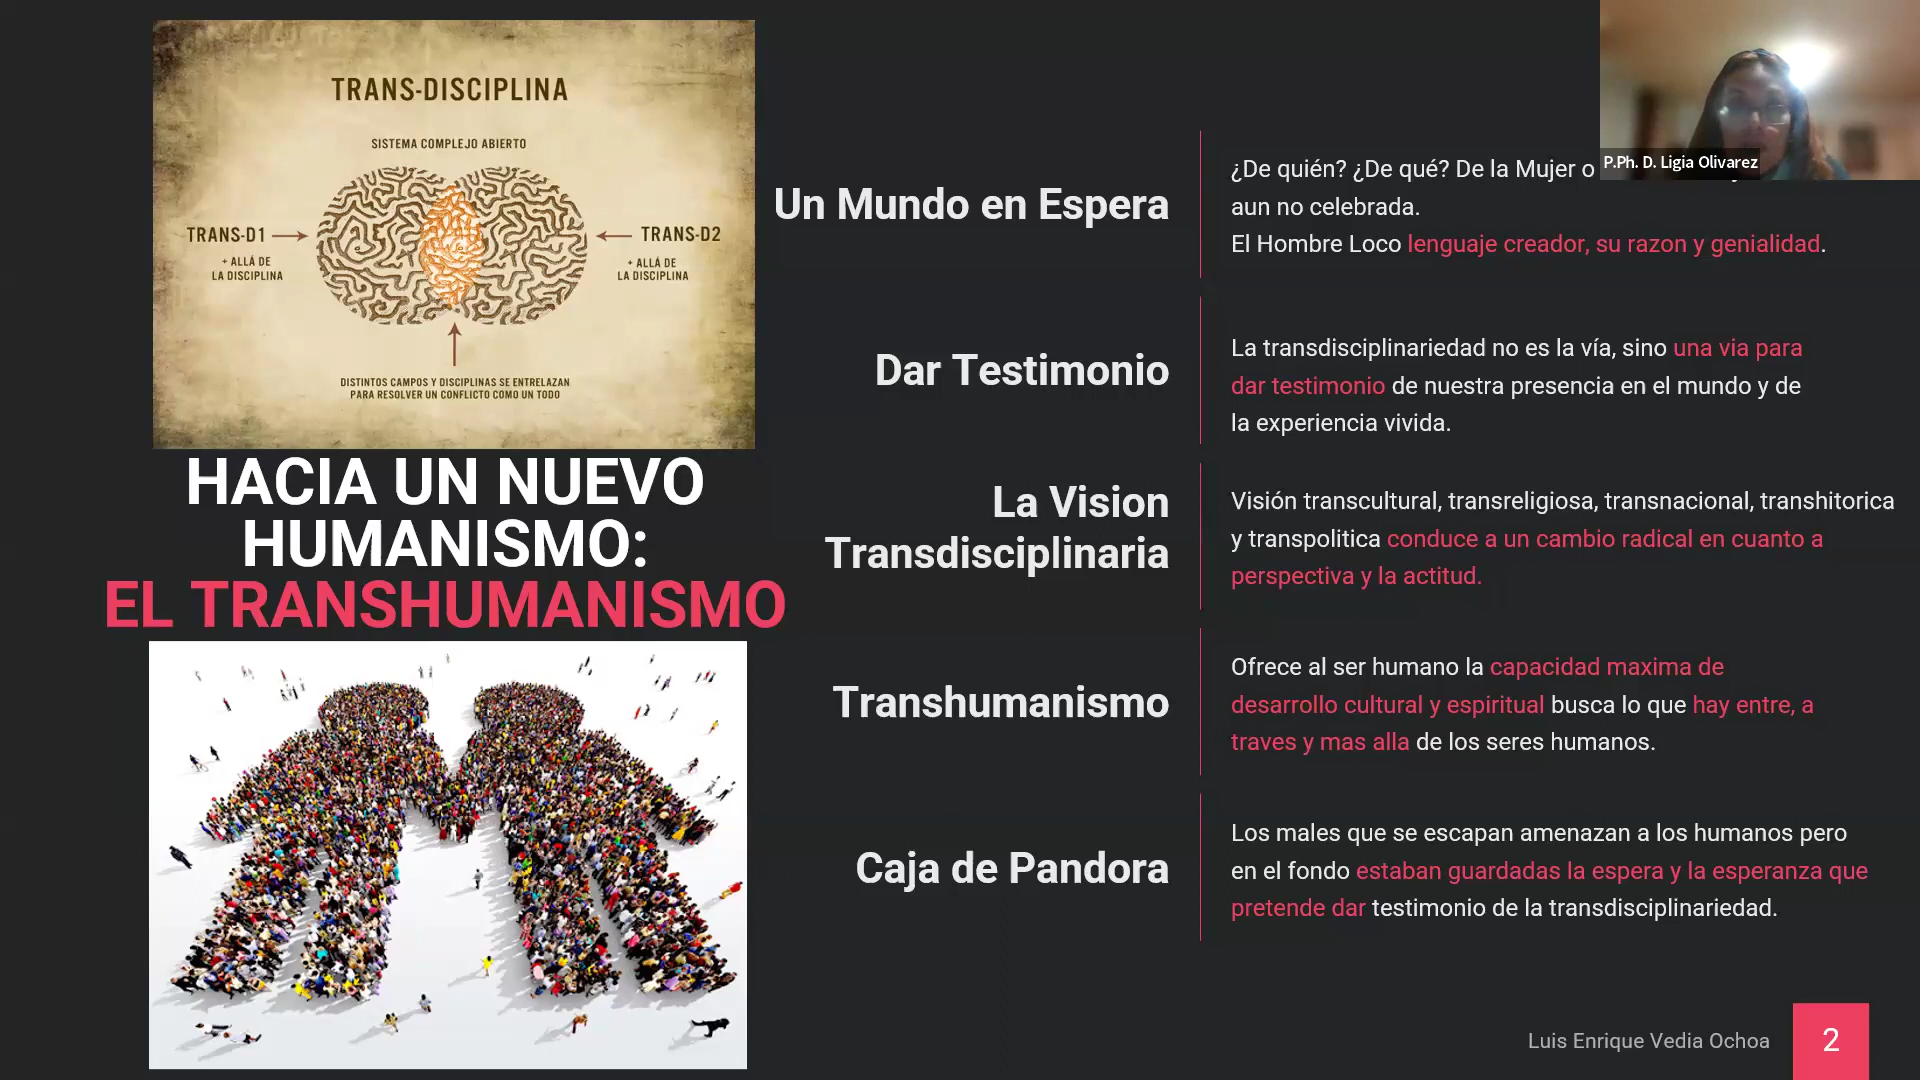 TRANS-DISCIPLINA
SISTEMA COMPLEJO ABIERTO
TRANS-D1
+ ALLÁ DE
LA DISCIPLINA
TRANS-D2
+ ALLÁ DE
LA DISCIPLINA
DISTINTOS CAMPOS Y DISCIPLINAS SE ENTRELAZAN
PARA RESOLVER UN CONFLICTO COMO UN TODO
HACIA UN NUEVO
HUMANISMO:
EL TRANSHUMANISMO
Un Mundo en Espera
¿De quién? ¿De qué? De la Mujer o
aun no celebrada.
El Hombre Loco lenguaje creador, su razon y genialidad.
Dar Testimonio
La transdisciplinariedad no es la vía, sino una via para
dar testimonio de nuestra presencia en el mundo y de
la experiencia vivida.
La Vision
Transdisciplinaria
Visión transcultural, transreligiosa, transnacional, transhitorica
y transpolitica conduce a un cambio radical en cuanto a
perspectiva y la actitud.
Transhumanismo
Ofrece al ser humano la capacidad maxima de
desarrollo cultural y espiritual busca lo que hay entre, a
traves y mas alla de los seres humanos.
Caja de Pandora
Los males que se escapan amenazan a los humanos pero
en el fondo estaban guardadas la espera y la esperanza que
pretende dar testimonio de la transdisciplinariedad.
P.Ph. D. Ligia Olivarez
Luis Enrique Vedia Ochoa
2